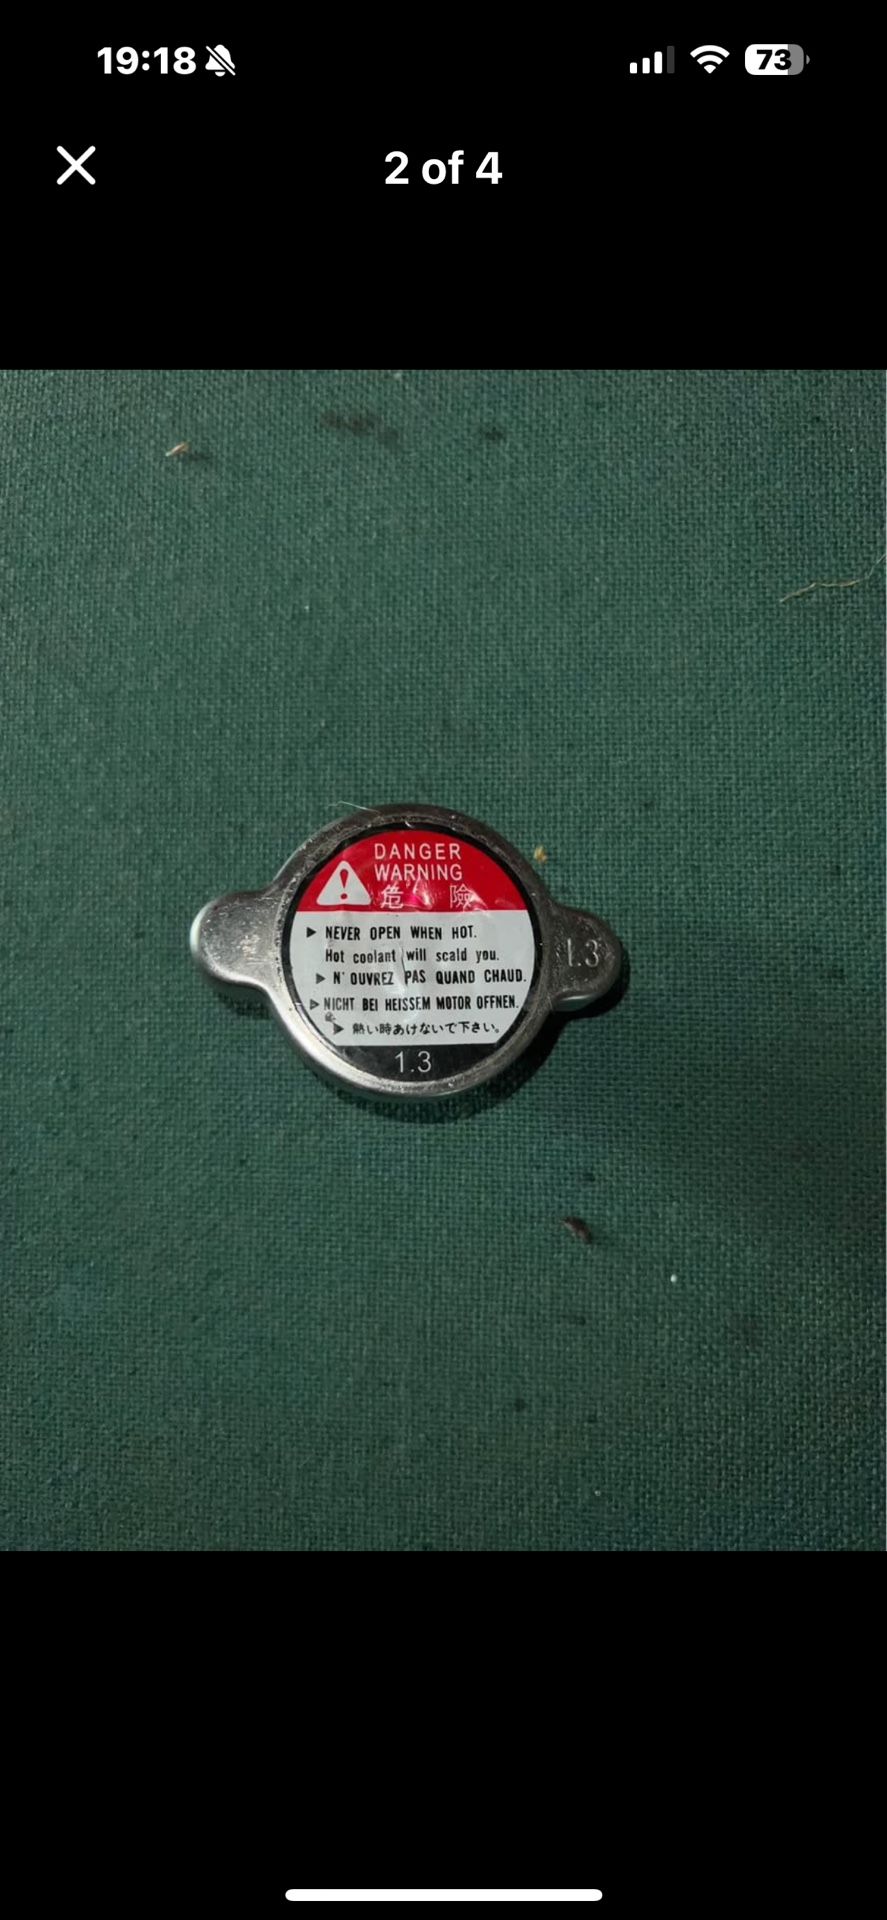 19:18
73
2 of 4
DANGER
WARNING
危險
▶ NEVER OPEN WHEN HOT.
Hot coolant will scald you.
▶ N'OUVREZ PAS QUAND CHAUD.
▶ NICHT BEI HEISSEM MOTOR OFFNEN.
▶ 熱い時あけないで下さい。
1.3
1.3